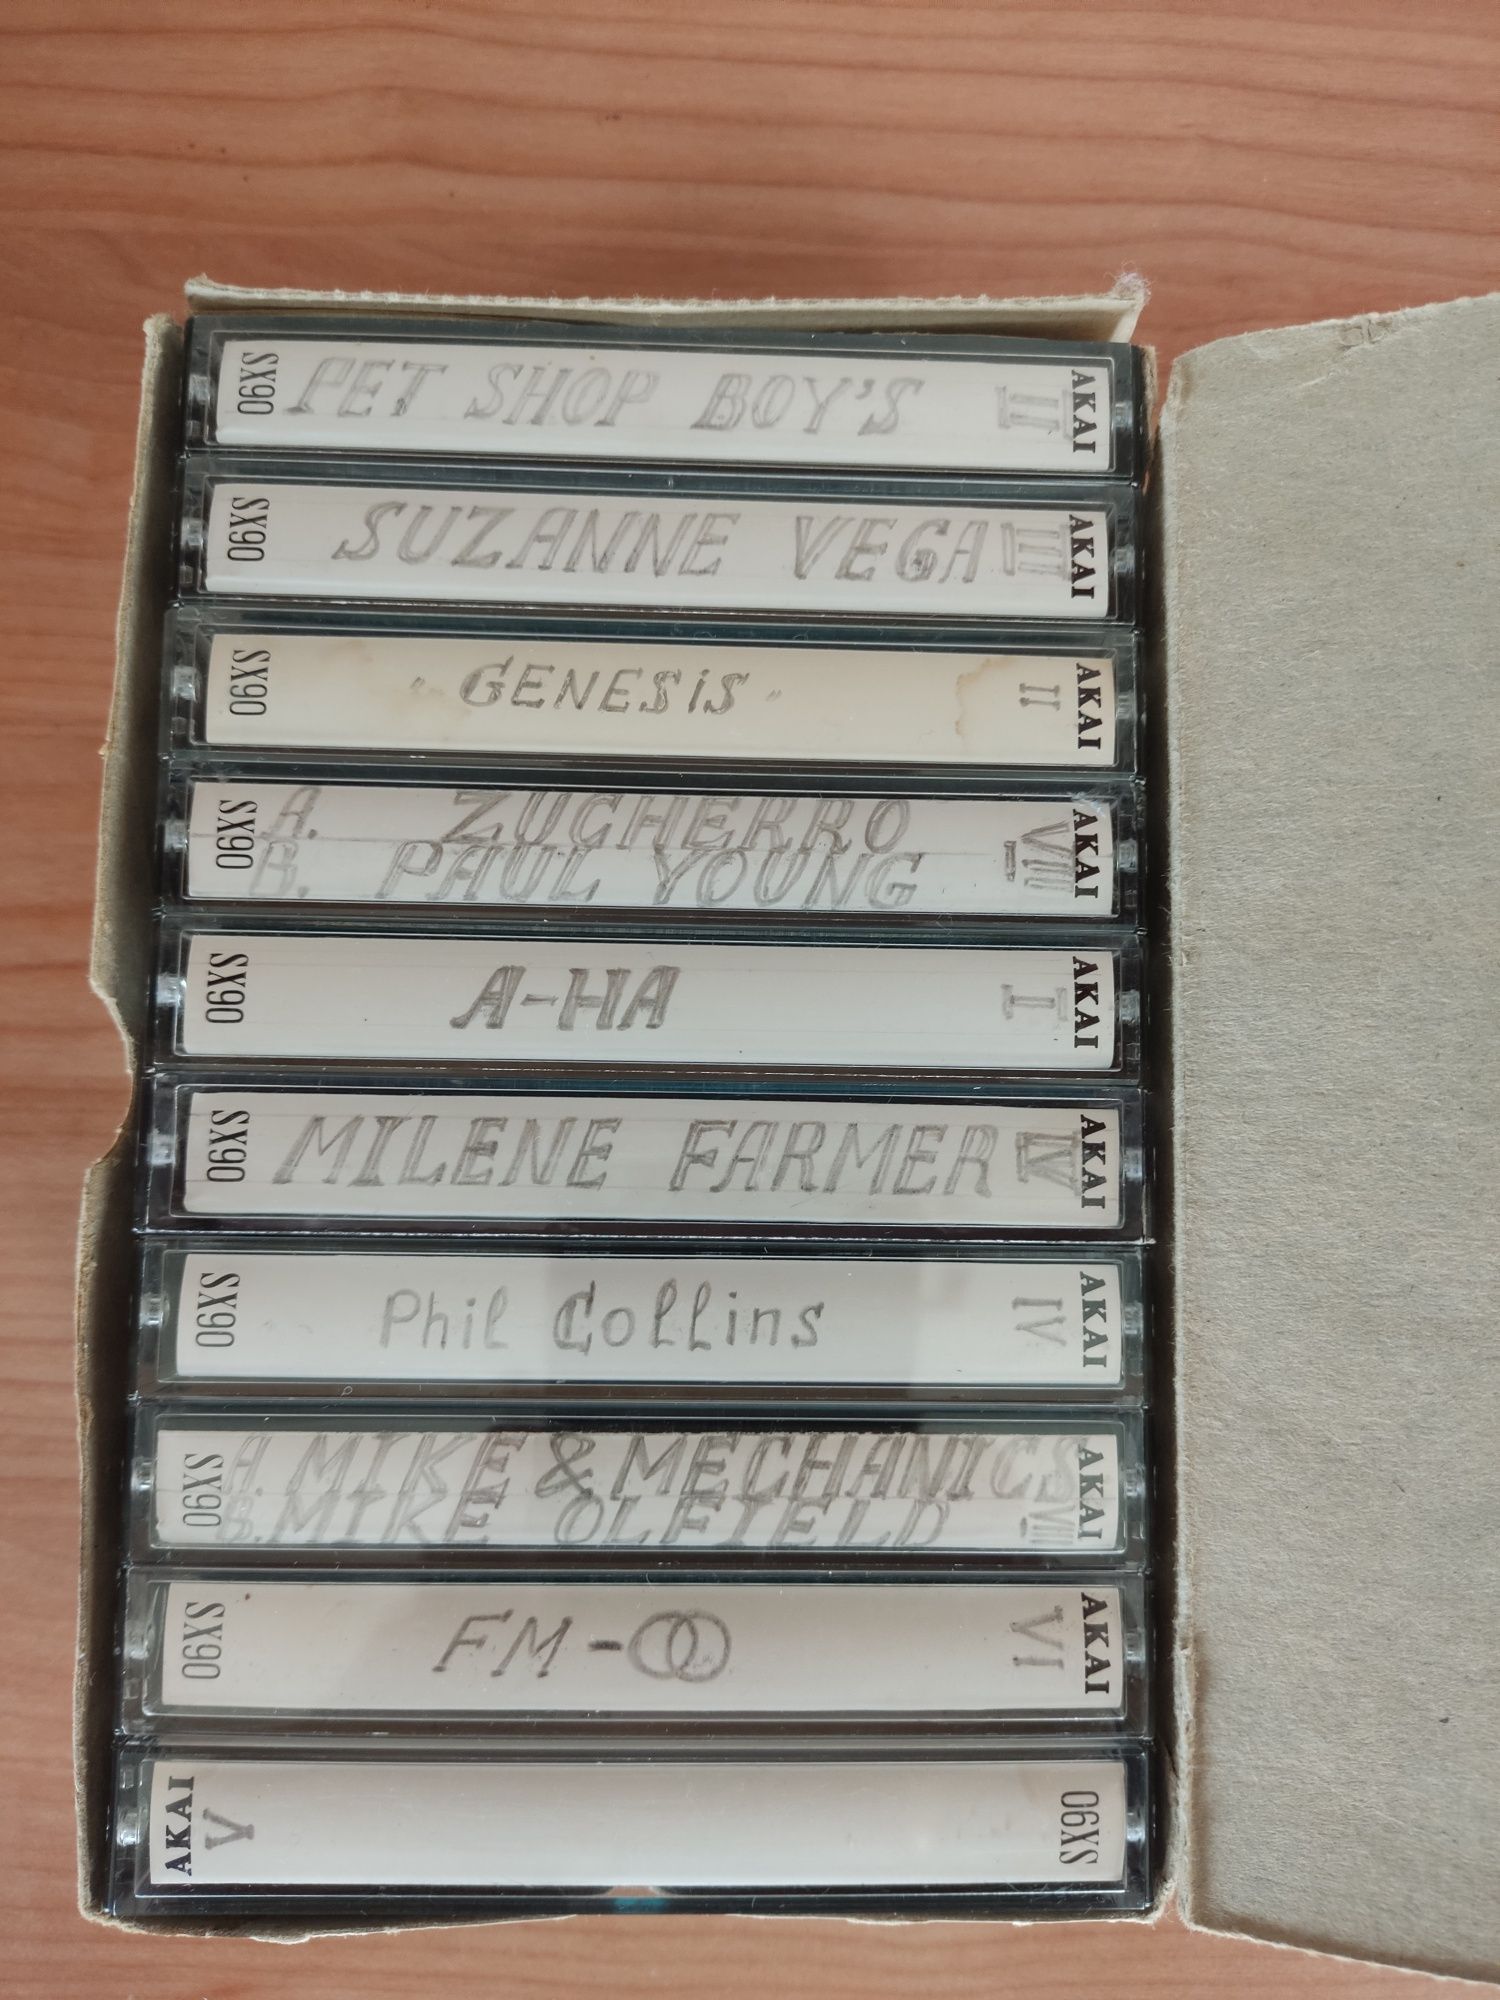 SX90 PET SHOP BOY'S II AKAI
SX90 SUZANNE VEGA III AKAI
SX90 "GENESiS" II AKAI
SX90 A. ZUCHERRO VII AKAI
B. PAUL YOUNG
SX90 A-HA I AKAI
SX90 MILENE FARMER IV AKAI
SX90 Phil Collins IV AKAI
SX90 A. MIKE & MECHANICS AKAI
B. MIKE OLFIELD VIII
SX90 FM- VI AKAI
AKAI V SX90